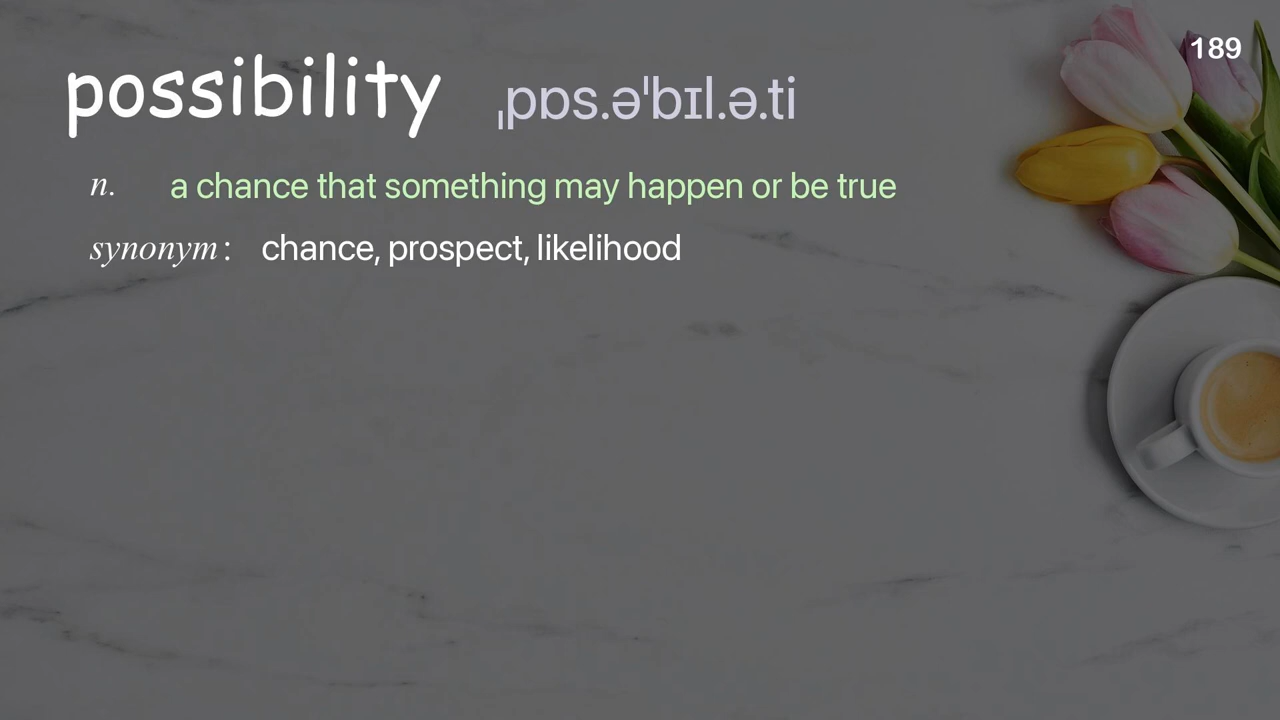 189
possibility ˌpɒs.əˈbɪl.ə.ti
n. a chance that something may happen or be true
synonym: chance, prospect, likelihood